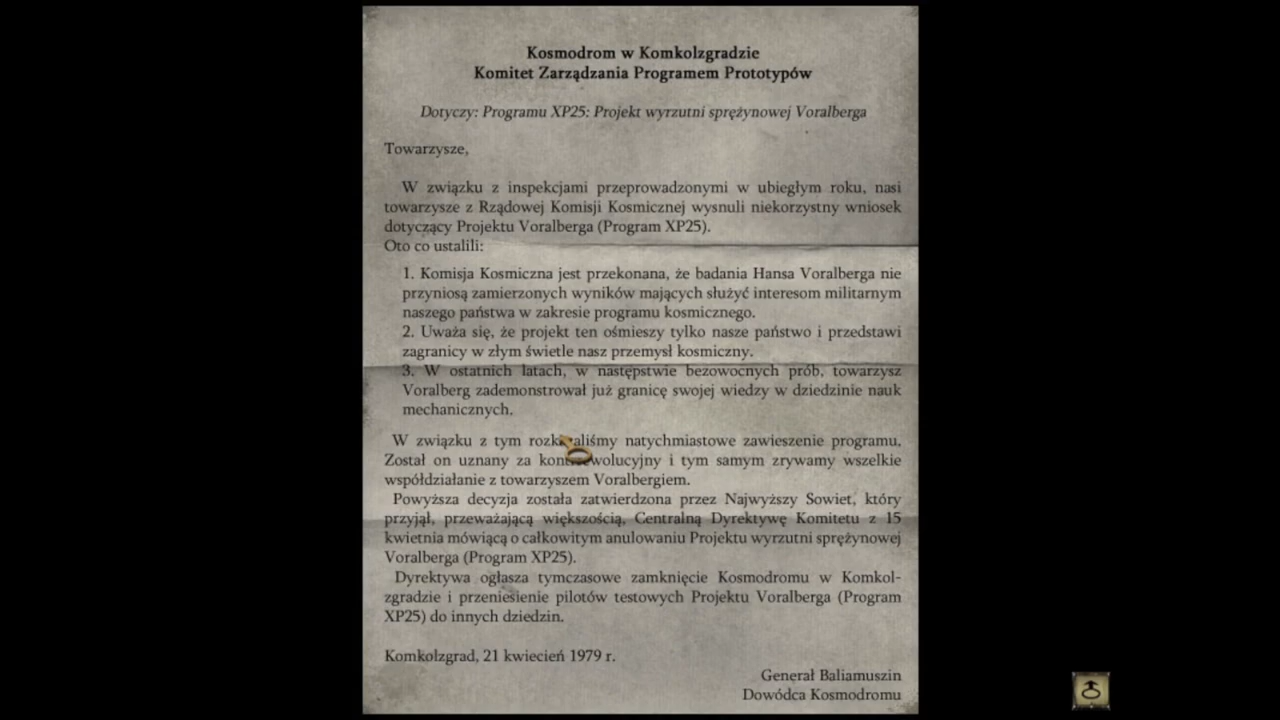 Kosmodrom w Komkolzgradzie
Komitet Zarządzania Programem Prototypów
Dotyczy: Programu XP25: Projekt wyrzutni sprężynowej Voralberga
Towarzysze,
W związku z inspekcjami przeprowadzonymi w ubiegłym roku, nasi
towarzysze z Rządowej Komisji Kosmicznej wysnuli niekorzystny wniosek
dotyczący Projektu Voralberga (Program XP25).
Oto co ustalili:
1. Komisja Kosmiczna jest przekonana, że badania Hansa Voralberga nie
przyniosą zamierzonych wyników mających służyć interesom militarnym
naszego państwa w zakresie programu kosmicznego.
2. Uważa się, że projekt ten ośmieszy tylko nasze państwo i przedstawi
zagranicy w złym świetle nasz przemysł kosmiczny.
3. W ostatnich latach, w następstwie bezowocnych prób, towarzysz
Voralberg zademonstrował już granicę swojej wiedzy w dziedzinie nauk
mechanicznych.
W związku z tym natychmiastowe zawieszenie programu.
Został on uznany za i tym samym zrywamy wszelkie
współdziałanie z towarzyszem Voralbergiem.
Powyższa decyzja została zatwierdzona przez Najwyższy Sowiet, który
przyjął, przeważającą większością, Centralną Dyrektywę Komitetu z 15
kwietnia mówiącą o całkowitym anulowaniu Projektu wyrzutni sprężynowej
Voralberga (Program XP25).
Dyrektywa ogłasza tymczasowe zamknięcie Kosmodromu w Komkol-
zgradzie i przeniesienie pilotów testowych Projektu Voralberga (Program
XP25) do innych dziedzin.
Komkolzgrad, 21 kwiecień 1979 r.
Generał Baliamuszin
Dowódca Kosmodromu